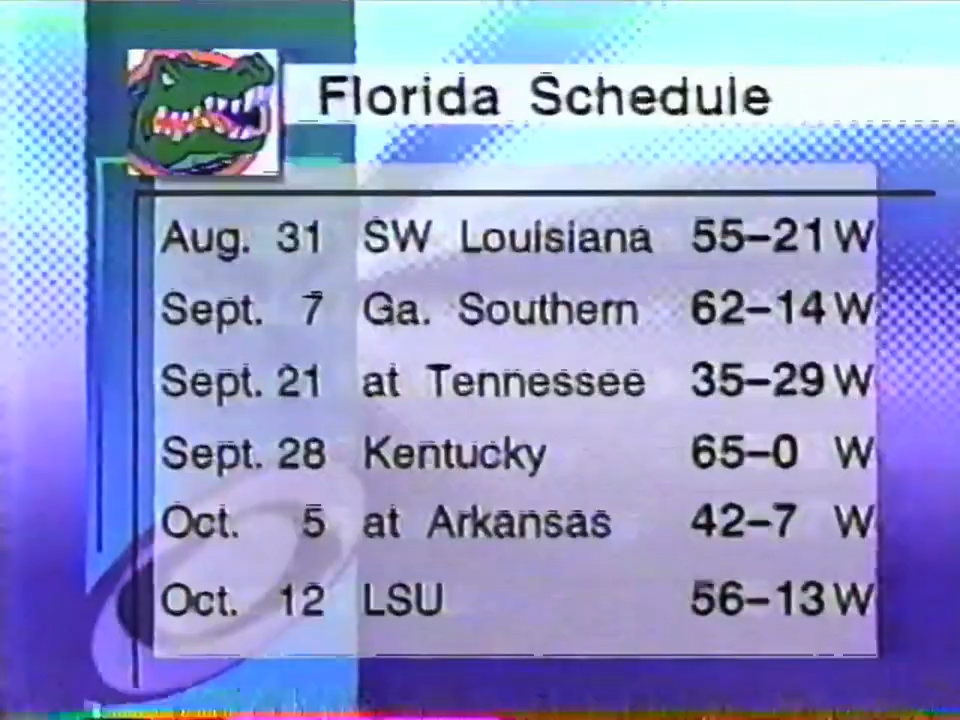 Florida Schedule
Aug. 31 SW Louisiana 55-21 W
Sept. 7 Ga. Southern 62-14 W
Sept. 21 at Tennessee 35-29 W
Sept. 28 Kentucky 65-0 W
Oct. 5 at Arkansas 42-7 W
Oct. 12 LSU 56-13 W